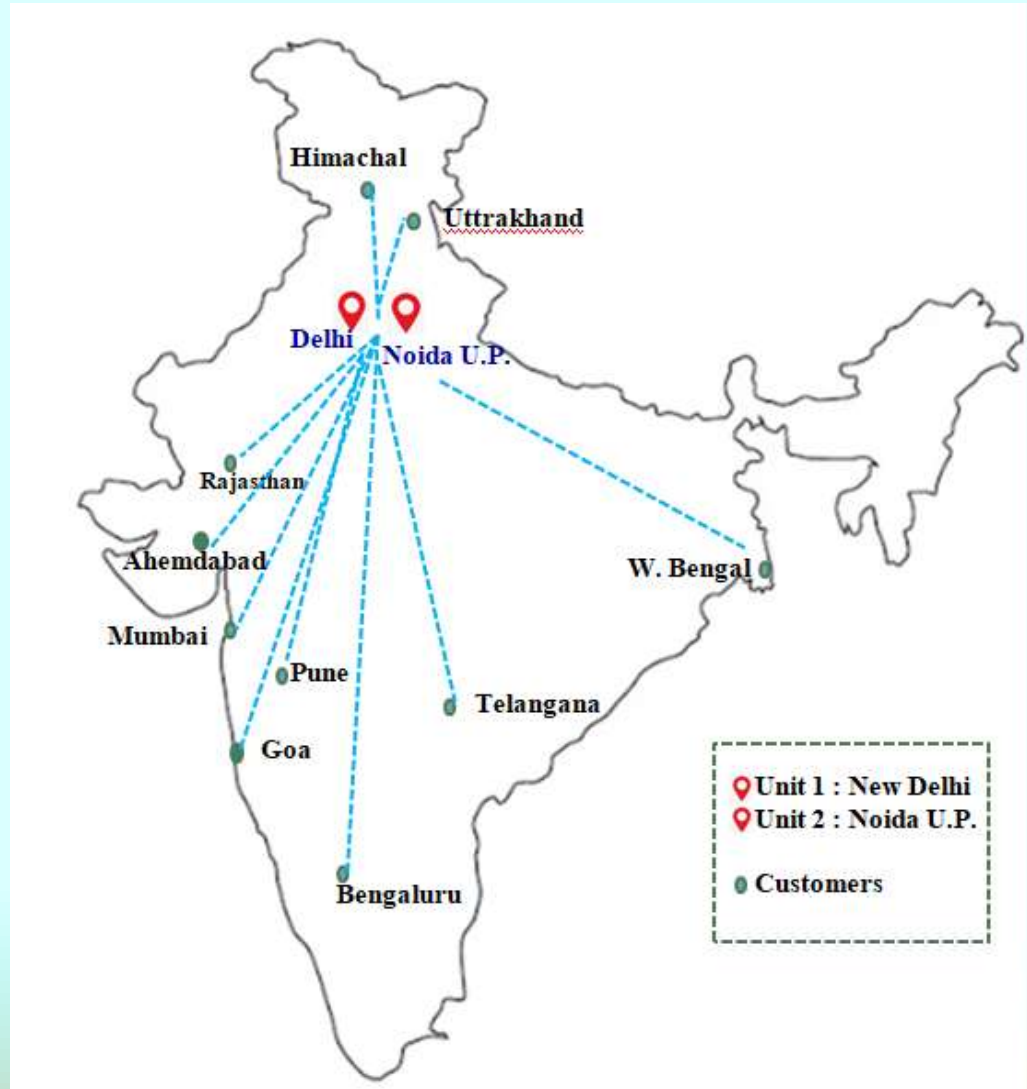 Himachal
Uttrakhand
Delhi
Noida U.P.
Rajasthan
Ahemdabad
W. Bengal
Mumbai
Pune
Telangana
Goa
Unit 1 : New Delhi
Unit 2 : Noida U.P.
Customers
Bengaluru